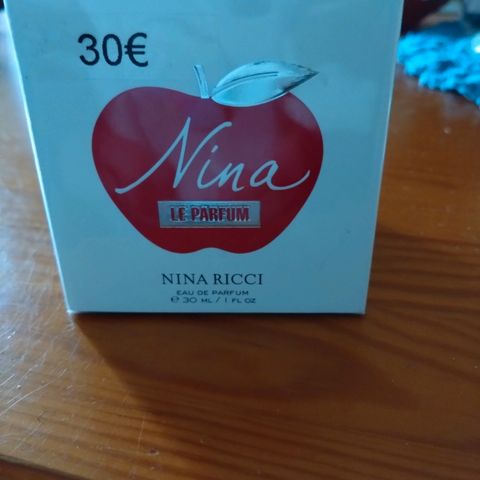 30€
Nina
LE PARFUM
NINA RICCI
EAU DE PARFUM
℮ 30 ML / 1 FL OZ